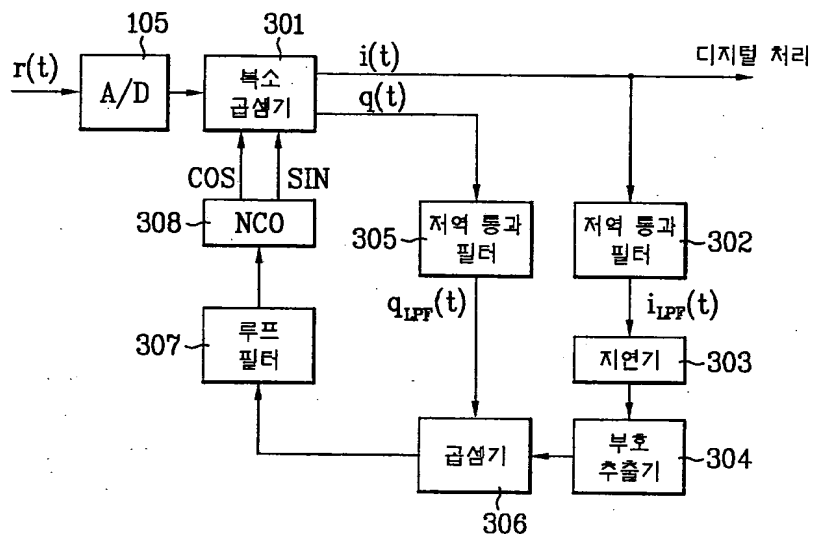 105
301
r(t)
A/D
복소
곱셈기
i(t)
q(t)
디지털 처리
COS
SIN
308
NCO
305
저역 통과
필터
저역 통과
필터
302
q_LPF(t)
i_LPF(t)
307
루프
필터
지연기
303
곱셈기
부호
추출기
304
306